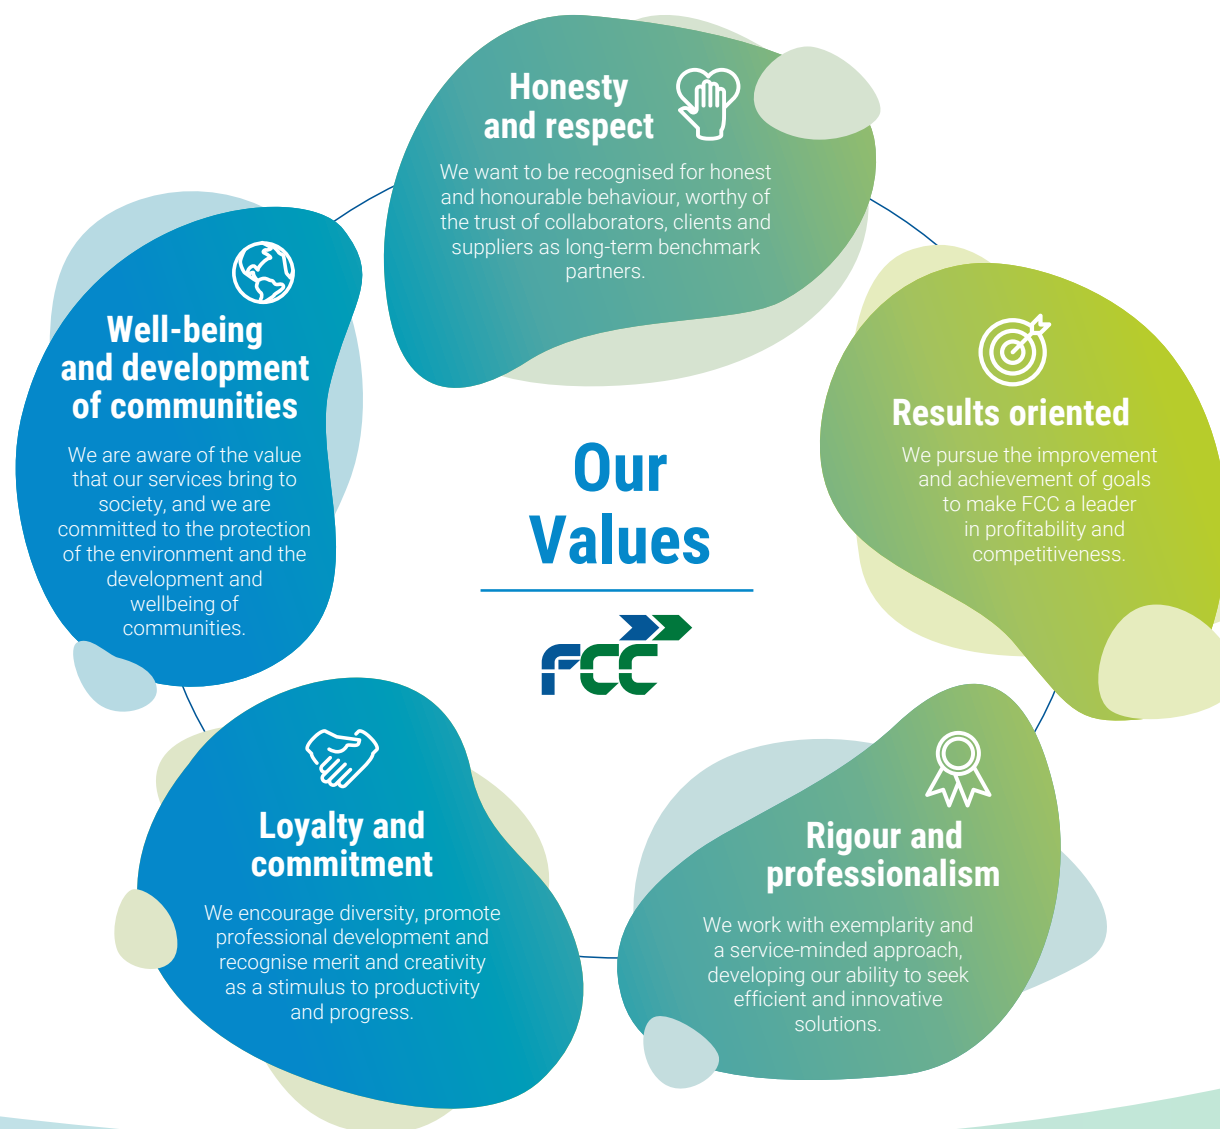 Honesty
and respect
We want to be recognised for honest
and honourable behaviour, worthy of
the trust of collaborators, clients and
suppliers as long-term benchmark
partners.
Results oriented
We pursue the improvement
and achievement of goals
to make FCC a leader
in profitability and
competitiveness.
Rigour and
professionalism
We work with exemplarity and
a service-minded approach,
developing our ability to seek
efficient and innovative
solutions.
Loyalty and
commitment
We encourage diversity, promote
professional development and
recognise merit and creativity
as a stimulus to productivity
and progress.
Well-being
and development
of communities
We are aware of the value
that our services bring to
society, and we are
committed to the protection
of the environment and the
development and
wellbeing of
communities.
Our
Values
FCC